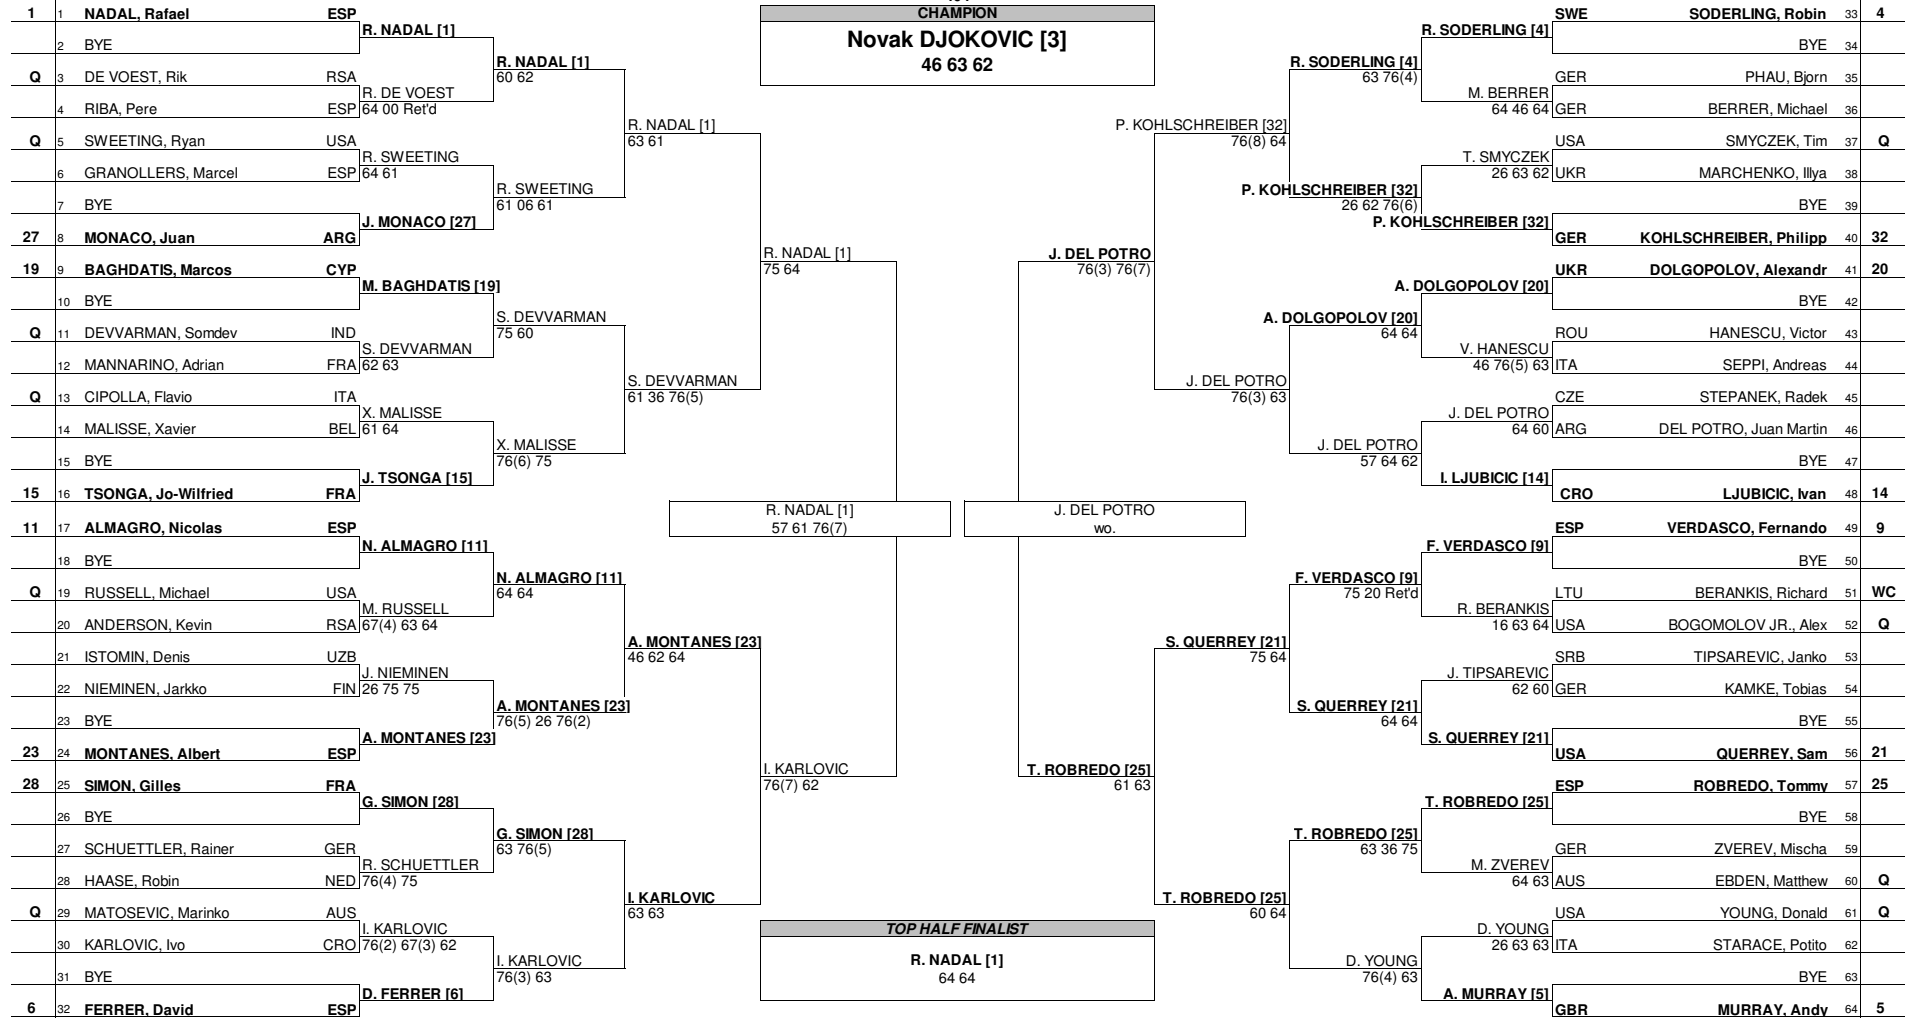 CHAMPION
Novak DJOKOVIC [3]
46 63 62
1 1 NADAL, Rafael ESP
R. NADAL [1]
2 BYE
R. NADAL [1]
60 62
Q 3 DE VOEST, Rik RSA
R. DE VOEST
4 RIBA, Pere ESP 64 00 Ret'd
R. NADAL [1]
63 61
Q 5 SWEETING, Ryan USA
R. SWEETING
6 GRANOLLERS, Marcel ESP 64 61
R. SWEETING
61 06 61
7 BYE
J. MONACO [27]
27 8 MONACO, Juan ARG
R. NADAL [1]
75 64
19 9 BAGHDATIS, Marcos CYP
M. BAGHDATIS [19]
10 BYE
S. DEVVARMAN
75 60
Q 11 DEVVARMAN, Somdev IND
S. DEVVARMAN
12 MANNARINO, Adrian FRA 62 63
S. DEVVARMAN
61 36 76(5)
Q 13 CIPOLLA, Flavio ITA
X. MALISSE
14 MALISSE, Xavier BEL 61 64
X. MALISSE
76(6) 75
15 BYE
J. TSONGA [15]
15 16 TSONGA, Jo-Wilfried FRA
R. NADAL [1]
57 61 76(7)
11 17 ALMAGRO, Nicolas ESP
N. ALMAGRO [11]
18 BYE
N. ALMAGRO [11]
64 64
Q 19 RUSSELL, Michael USA
M. RUSSELL
20 ANDERSON, Kevin RSA 67(4) 63 64
A. MONTANES [23]
46 62 64
21 ISTOMIN, Denis UZB
J. NIEMINEN
22 NIEMINEN, Jarkko FIN 26 75 75
A. MONTANES [23]
76(5) 26 76(2)
23 BYE
A. MONTANES [23]
23 24 MONTANES, Albert ESP
I. KARLOVIC
76(7) 62
28 25 SIMON, Gilles FRA
G. SIMON [28]
26 BYE
G. SIMON [28]
63 76(5)
27 SCHUETTLER, Rainer GER
R. SCHUETTLER
28 HAASE, Robin NED 76(4) 75
I. KARLOVIC
63 63
Q 29 MATOSEVIC, Marinko AUS
I. KARLOVIC
30 KARLOVIC, Ivo CRO 76(2) 67(3) 62
I. KARLOVIC
76(3) 63
31 BYE
D. FERRER [6]
6 32 FERRER, David ESP
TOP HALF FINALIST
R. NADAL [1]
64 64
SWE SODERLING, Robin 33 4
R. SODERLING [4]
BYE 34
R. SODERLING [4]
63 76(4)
GER PHAU, Bjorn 35
M. BERRER
64 46 64 GER BERRER, Michael 36
P. KOHLSCHREIBER [32]
76(8) 64
USA SMYCZEK, Tim 37 Q
T. SMYCZEK
26 63 62 UKR MARCHENKO, Illya 38
P. KOHLSCHREIBER [32]
26 62 76(6)
BYE 39
P. KOHLSCHREIBER [32]
GER KOHLSCHREIBER, Philipp 40 32
J. DEL POTRO
76(3) 76(7)
UKR DOLGOPOLOV, Alexandr 41 20
A. DOLGOPOLOV [20]
BYE 42
A. DOLGOPOLOV [20]
64 64
ROU HANESCU, Victor 43
V. HANESCU
46 76(5) 63 ITA SEPPI, Andreas 44
J. DEL POTRO
76(3) 63
CZE STEPANEK, Radek 45
J. DEL POTRO
64 60 ARG DEL POTRO, Juan Martin 46
J. DEL POTRO
57 64 62
BYE 47
I. LJUBICIC [14]
CRO LJUBICIC, Ivan 48 14
J. DEL POTRO
wo.
ESP VERDASCO, Fernando 49 9
F. VERDASCO [9]
BYE 50
F. VERDASCO [9]
75 20 Ret'd
LTU BERANKIS, Richard 51 WC
R. BERANKIS
16 63 64 USA BOGOMOLOV JR., Alex 52 Q
S. QUERREY [21]
75 64
SRB TIPSAREVIC, Janko 53
J. TIPSAREVIC
62 60 GER KAMKE, Tobias 54
S. QUERREY [21]
64 64
BYE 55
S. QUERREY [21]
USA QUERREY, Sam 56 21
T. ROBREDO [25]
61 63
ESP ROBREDO, Tommy 57 25
T. ROBREDO [25]
BYE 58
T. ROBREDO [25]
63 36 75
GER ZVEREV, Mischa 59
M. ZVEREV
64 63 AUS EBDEN, Matthew 60 Q
T. ROBREDO [25]
60 64
USA YOUNG, Donald 61 Q
D. YOUNG
26 63 63 ITA STARACE, Potito 62
D. YOUNG
76(4) 63
BYE 63
A. MURRAY [5]
GBR MURRAY, Andy 64 5